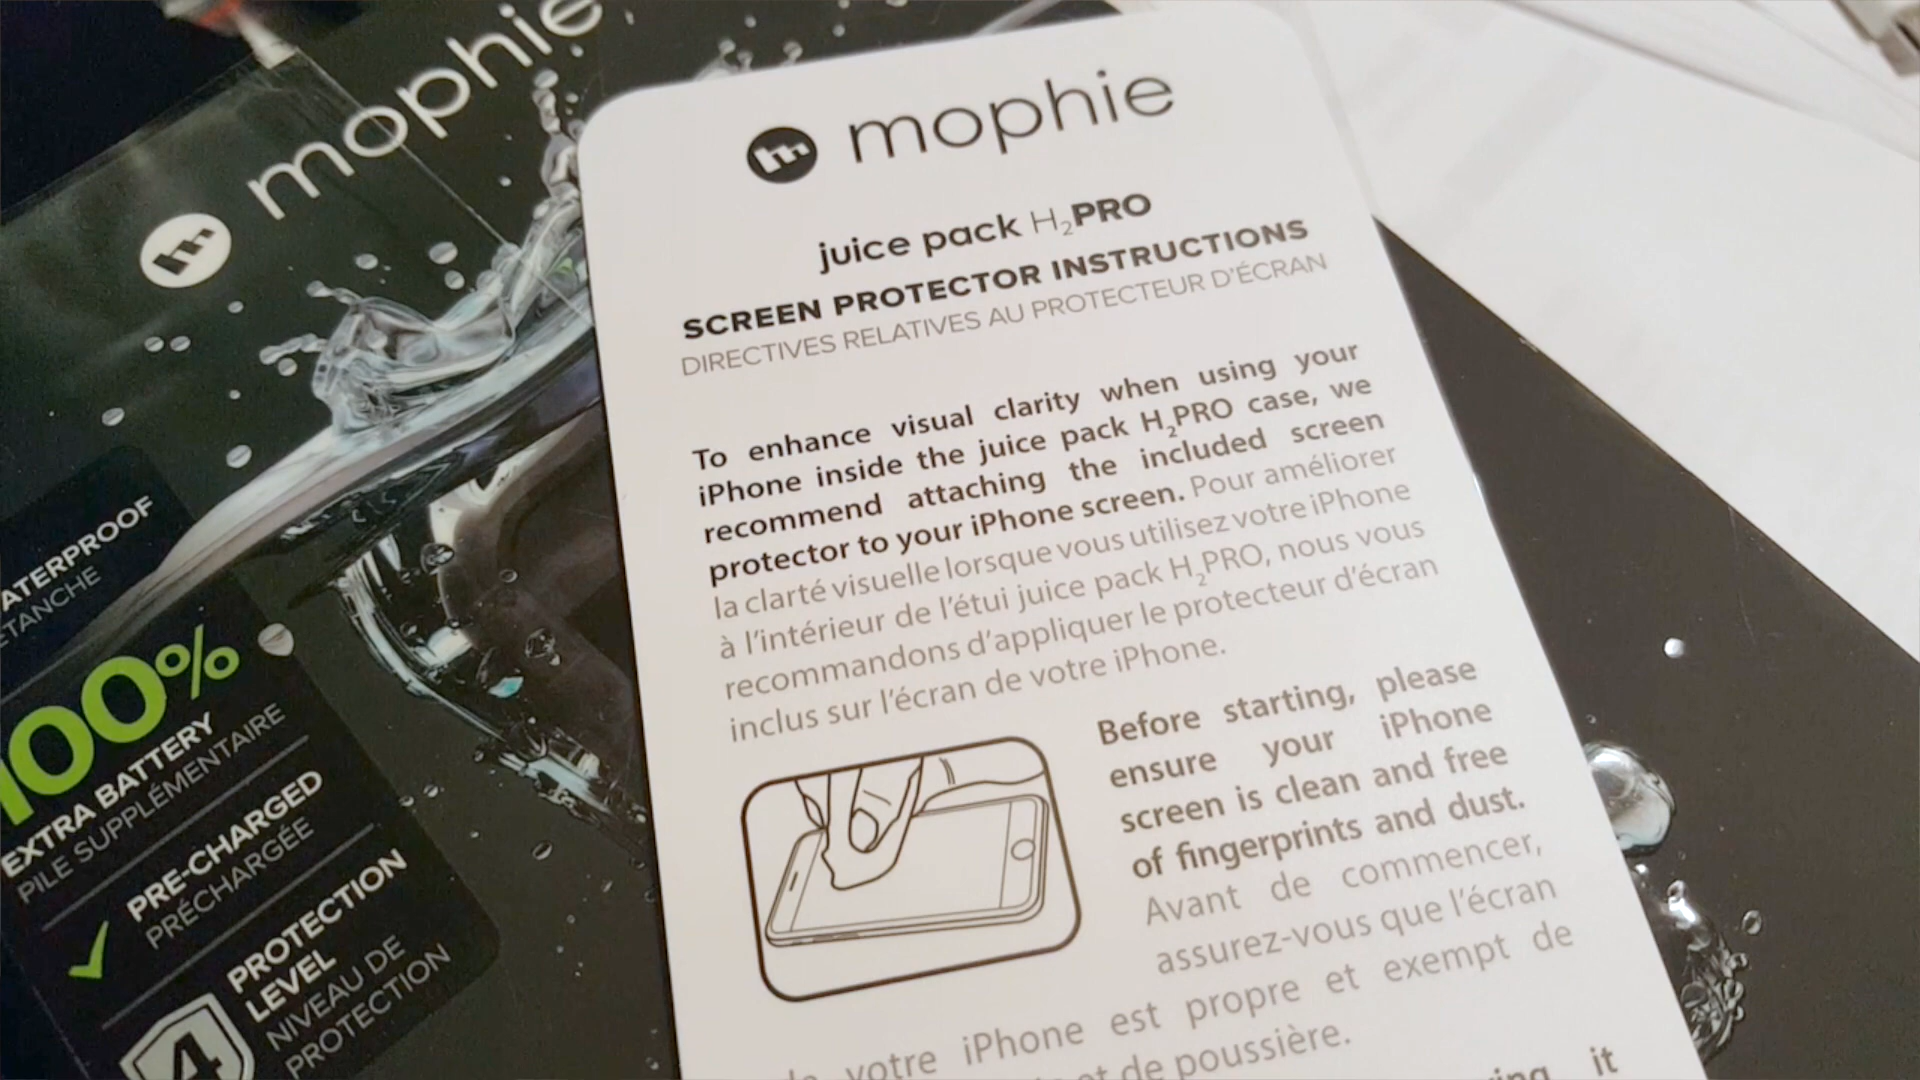 mophie
WATERPROOF
ÉTANCHE
100%
EXTRA BATTERY
PILE SUPPLÉMENTAIRE
PRE-CHARGED
PRÉCHARGÉE
4
PROTECTION
LEVEL
NIVEAU DE
PROTECTION
mophie
juice pack H₂PRO
SCREEN PROTECTOR INSTRUCTIONS
DIRECTIVES RELATIVES AU PROTECTEUR D'ÉCRAN
To enhance visual clarity when using your
iPhone inside the juice pack H₂PRO case, we
recommend attaching the included screen
protector to your iPhone screen. Pour améliorer
la clarté visuelle lorsque vous utilisez votre iPhone
à l'intérieur de l'étui juice pack H₂PRO, nous vous
recommandons d'appliquer le protecteur d'écran
inclus sur l'écran de votre iPhone.
Before starting, please
ensure your iPhone
screen is clean and free
of fingerprints and dust.
Avant de commencer,
assurez-vous que l'écran
de votre iPhone est propre et exempt de
et de poussière.
it